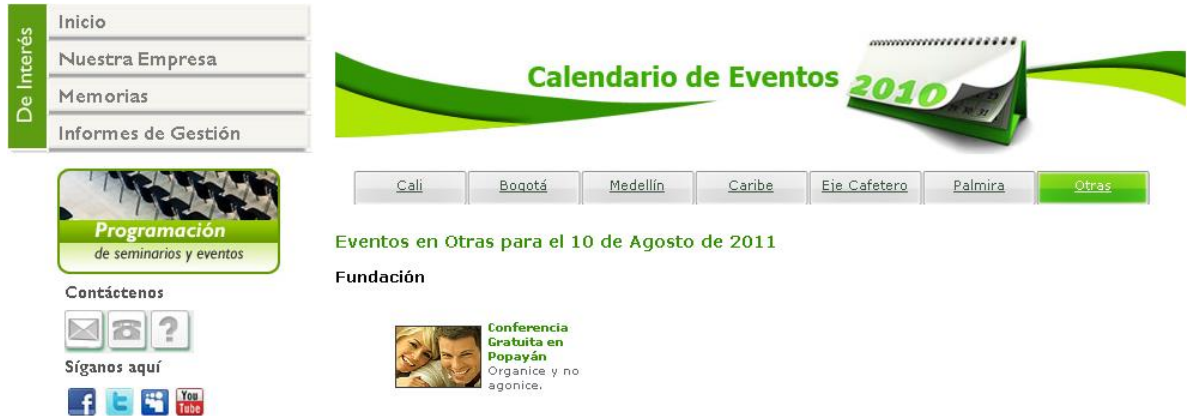 De Interés
Inicio
Nuestra Empresa
Memorias
Informes de Gestión
Programación
de seminarios y eventos
Contáctenos
?
Síganos aquí
f
t
You
Tube
Calendario de Eventos
2010
Cali
Bogotá
Medellín
Caribe
Eje Cafetero
Palmira
Otras
Eventos en Otras para el 10 de Agosto de 2011
Fundación
Conferencia
Gratuita en
Popayán
Organice y no
agonice.